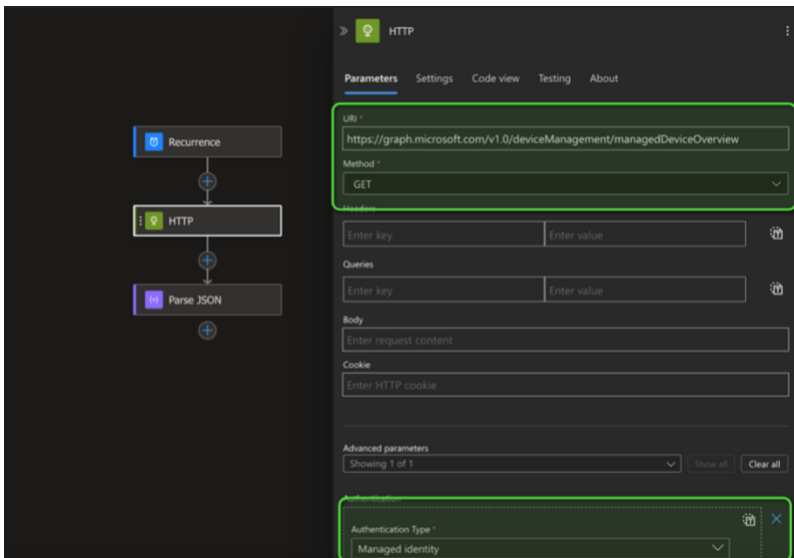 HTTP
Parameters Settings Code view Testing About
URI *
https://graph.microsoft.com/v1.0/deviceManagement/managedDeviceOverview
Method *
GET
Headers
Enter key Enter value
Queries
Enter key Enter value
Body
Enter request content
Cookie
Enter HTTP cookie
Advanced parameters
Showing 1 of 1 Show all Clear all
Authentication
Authentication Type *
Managed identity
Recurrence
HTTP
Parse JSON